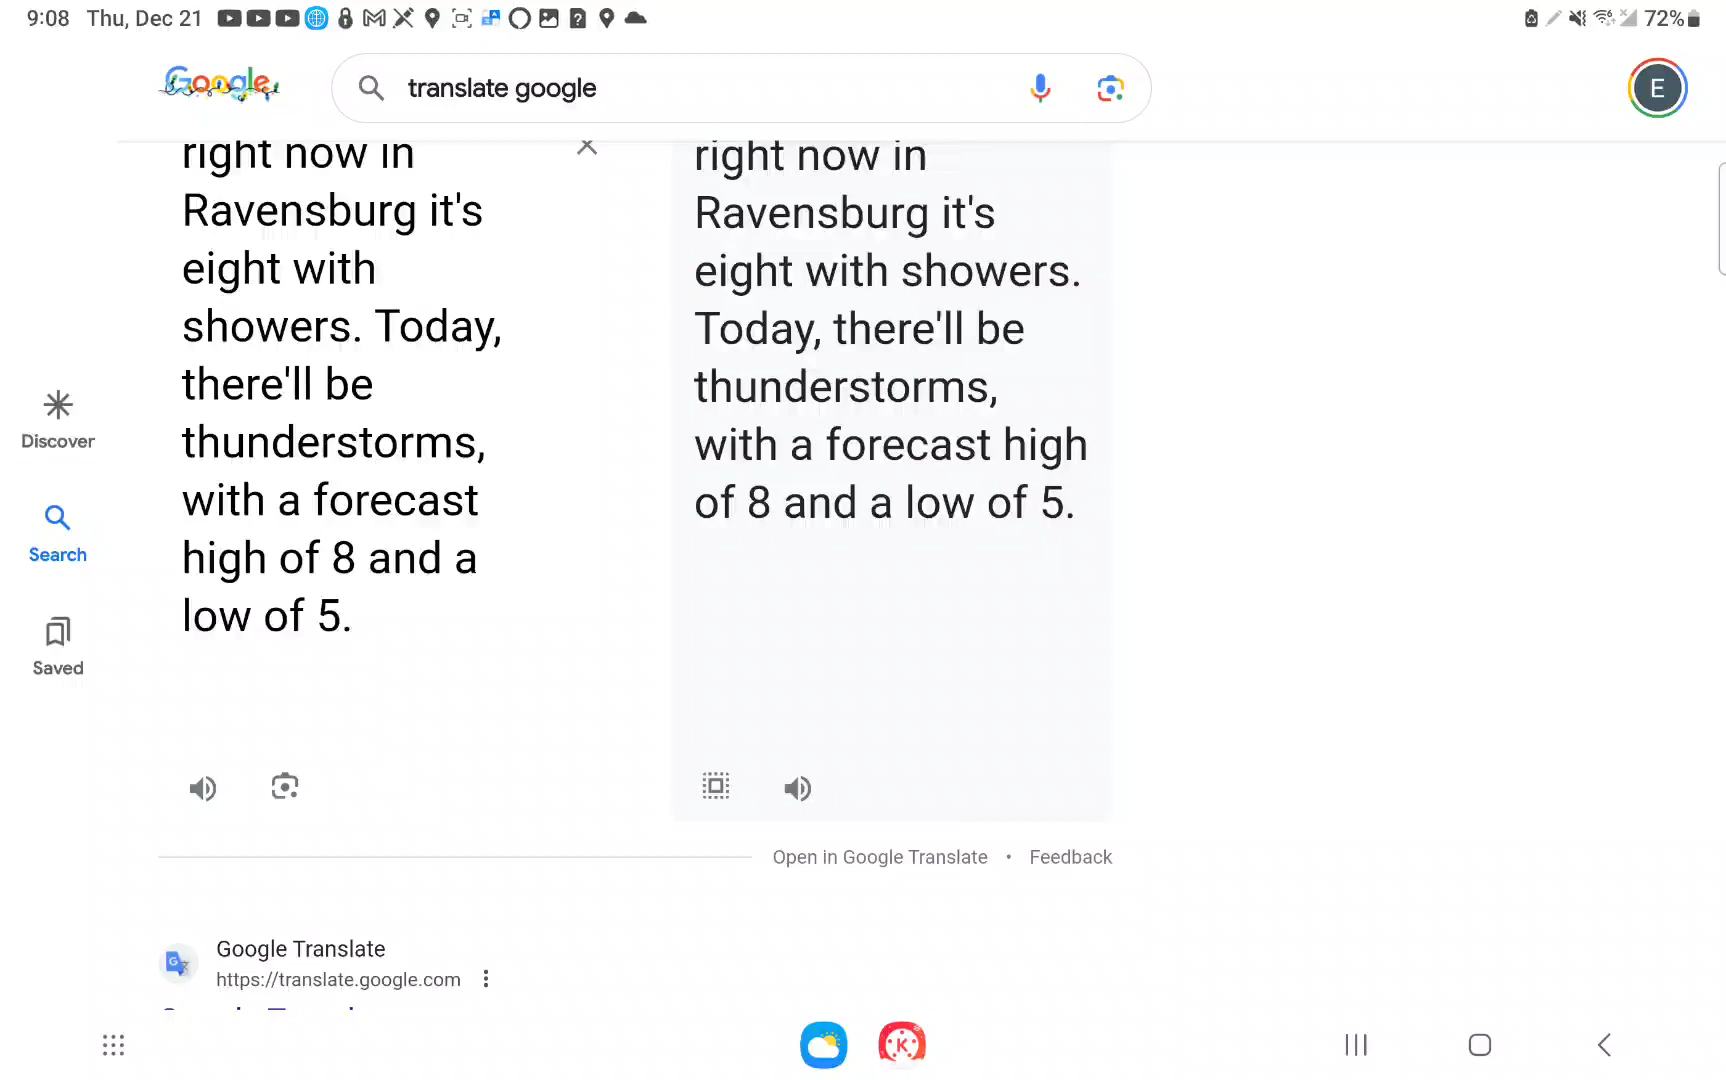 9:08 Thu, Dec 21
72%
Google
translate google
E
right now in
Ravensburg it's
eight with
showers. Today,
there'll be
thunderstorms,
with a forecast
high of 8 and a
low of 5.
right now in
Ravensburg it's
eight with showers.
Today, there'll be
thunderstorms,
with a forecast high
of 8 and a low of 5.
Discover
Search
Saved
Open in Google Translate • Feedback
Google Translate
https://translate.google.com
K